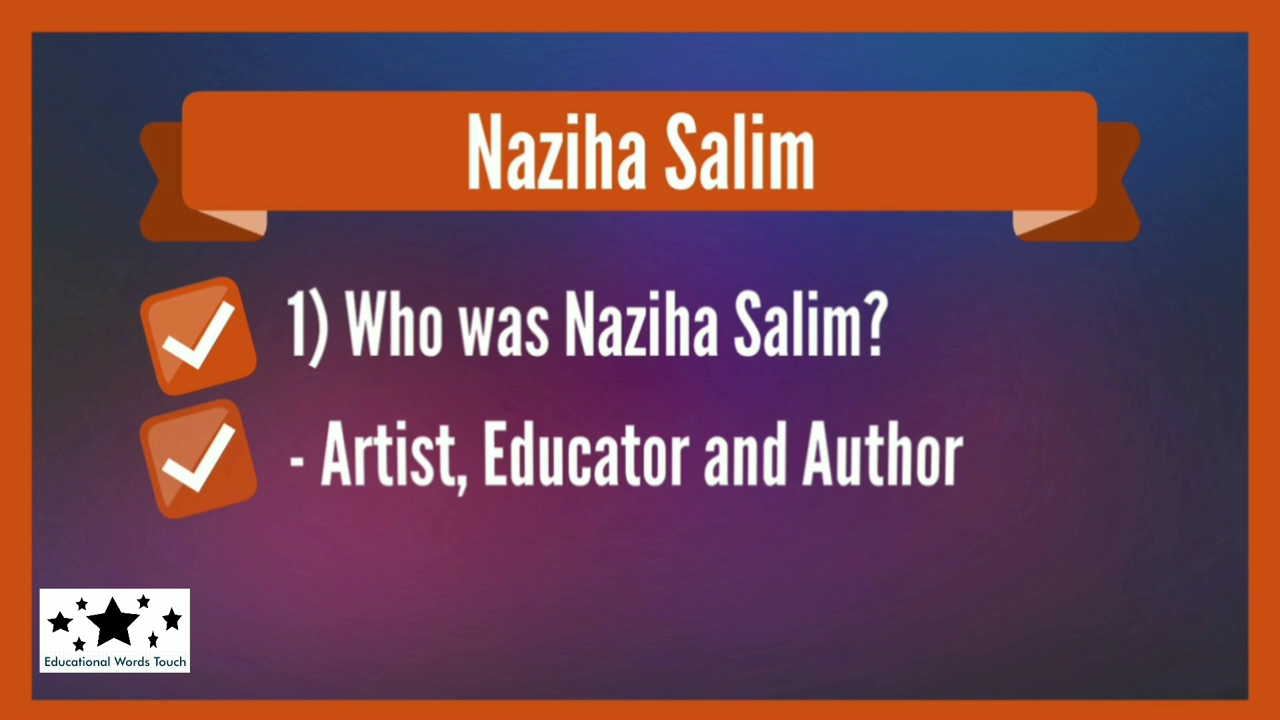 Naziha Salim
1) Who was Naziha Salim?
- Artist, Educator and Author
Educational Words Touch